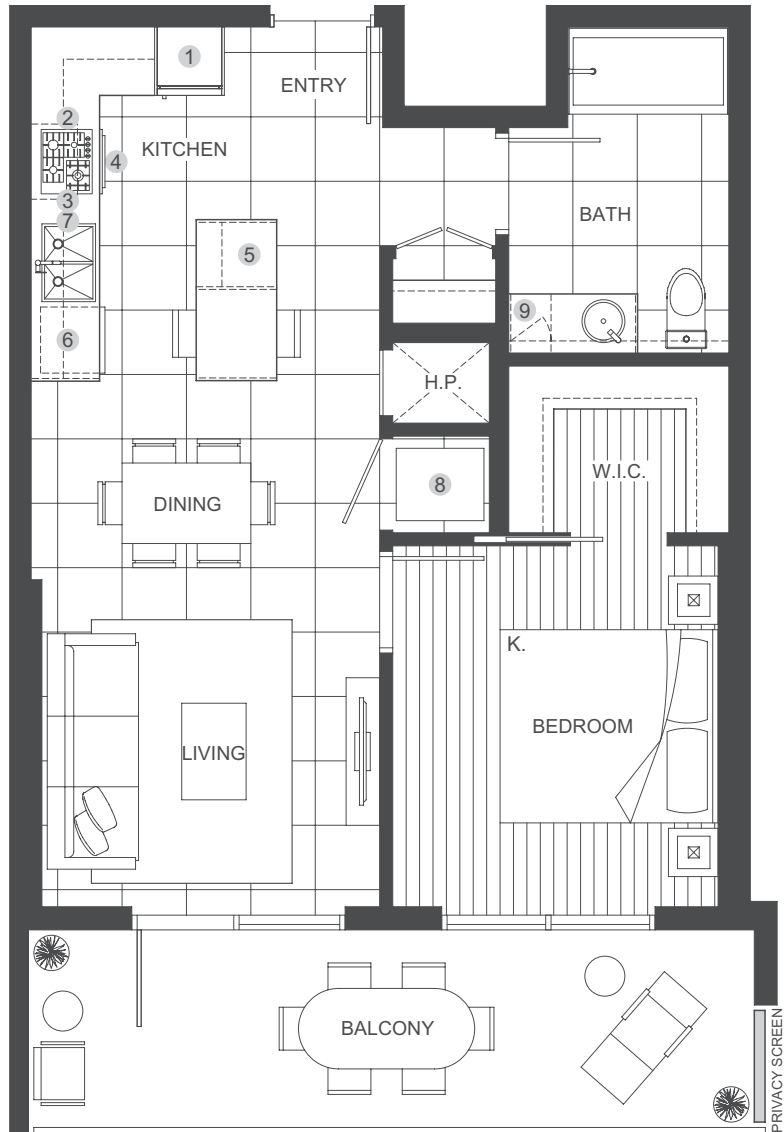 1
ENTRY
2
KITCHEN
4
3
7
BATH
5
9
6
H.P.
W.I.C.
8
DINING
K.
BEDROOM
LIVING
BALCONY
PRIVACY SCREEN